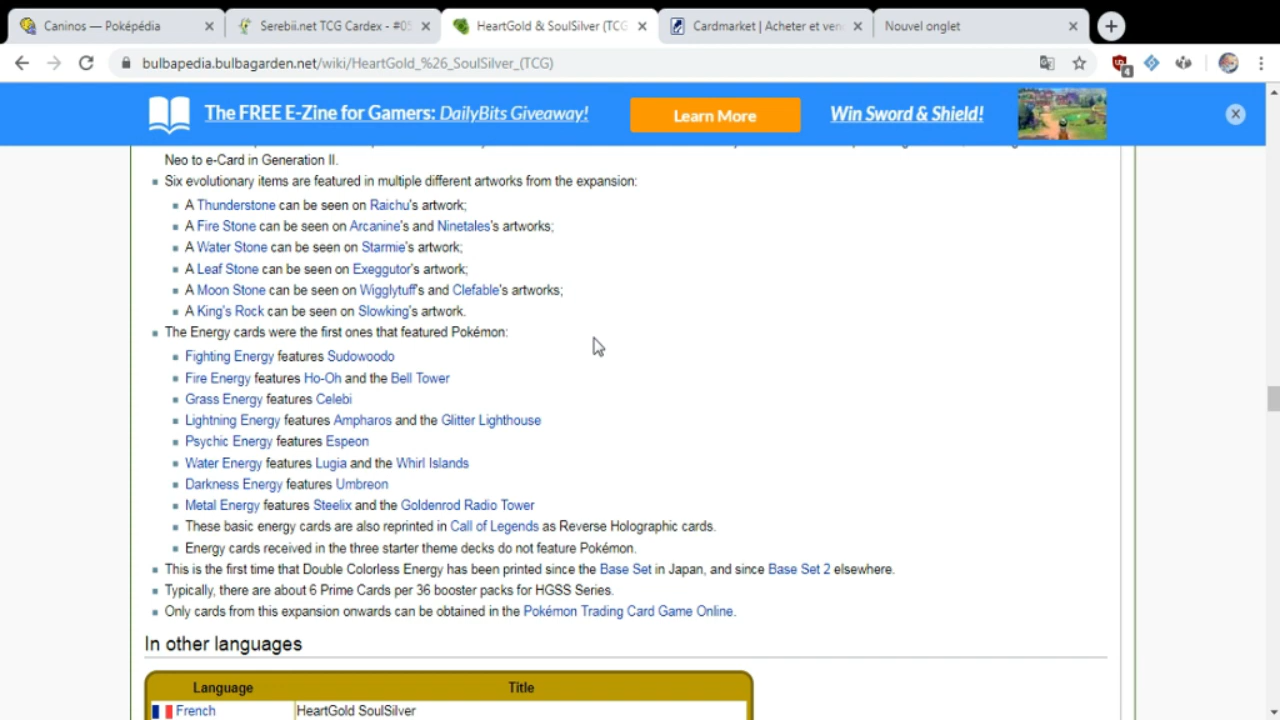 Caninos — Poképédia
Serebii.net TCG Cardex - #05
HeartGold & SoulSilver (TCG
Cardmarket | Acheter et ven
Nouvel onglet
bulbapedia.bulbagarden.net/wiki/HeartGold_%26_SoulSilver_(TCG)
4
The FREE E-Zine for Gamers: DailyBits Giveaway!
Learn More
Win Sword & Shield!
Neo to e-Card in Generation II.
Six evolutionary items are featured in multiple different artworks from the expansion:
A Thunderstone can be seen on Raichu's artwork;
A Fire Stone can be seen on Arcanine's and Ninetales's artworks;
A Water Stone can be seen on Starmie's artwork;
A Leaf Stone can be seen on Exeggutor's artwork;
A Moon Stone can be seen on Wigglytuff's and Clefable's artworks;
A King's Rock can be seen on Slowking's artwork.
The Energy cards were the first ones that featured Pokémon:
Fighting Energy features Sudowoodo
Fire Energy features Ho-Oh and the Bell Tower
Grass Energy features Celebi
Lightning Energy features Ampharos and the Glitter Lighthouse
Psychic Energy features Espeon
Water Energy features Lugia and the Whirl Islands
Darkness Energy features Umbreon
Metal Energy features Steelix and the Goldenrod Radio Tower
These basic energy cards are also reprinted in Call of Legends as Reverse Holographic cards.
Energy cards received in the three starter theme decks do not feature Pokémon.
This is the first time that Double Colorless Energy has been printed since the Base Set in Japan, and since Base Set 2 elsewhere.
Typically, there are about 6 Prime Cards per 36 booster packs for HGSS Series.
Only cards from this expansion onwards can be obtained in the Pokémon Trading Card Game Online.
In other languages
Language Title
French HeartGold SoulSilver